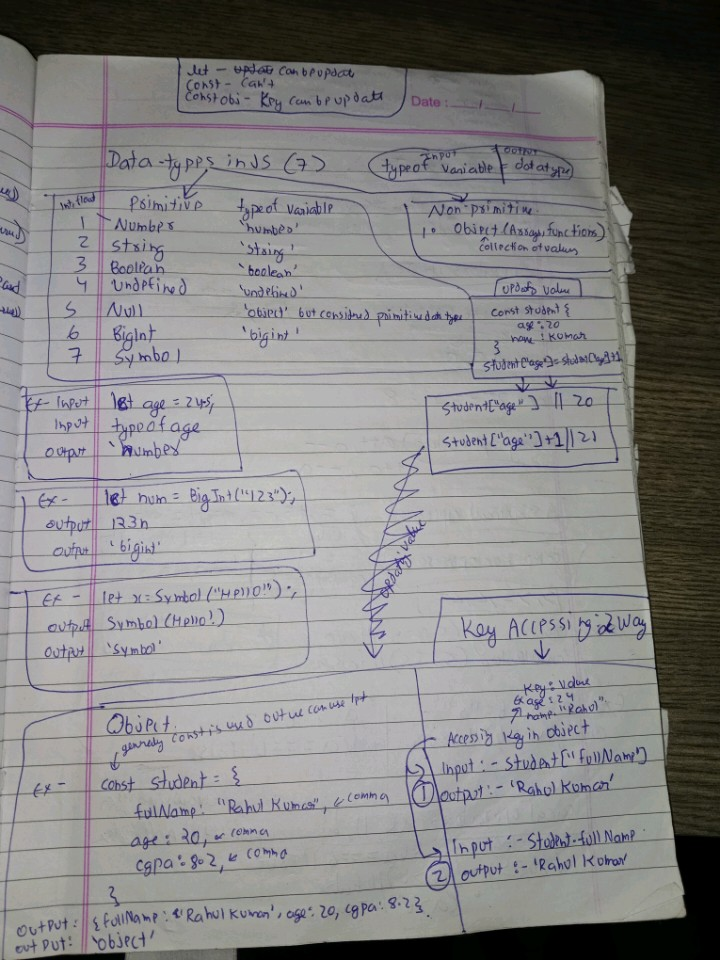 let - can be update
const - can't
const obj - Key can be update
Date : __/__/__
Data-types in JS (7)
input output
typeof variable = datatype
int, float Primitive typeof variable
1 Number 'number'
2 String 'string'
3 Boolean 'boolean'
4 undefined 'undefined'
5 Null 'object' but considered primitive data type
6 BigInt 'bigint'
7 Symbol
Non-primitive.
1. Object (Arrays, functions)
collection of values
Update value
const student {
age : 20
name : Kumar
}
Student["age"] = student["age"]+1
Student["age"] || 20
Student["age"]+1 || 21
Update value
Ex- Input let age = 245;
Input typeof age
output 'number
Ex - let num = BigInt("123");
output 123n
output 'bigint'
Ex - let x = Symbol("Hello!");
output Symbol(Hello!)
output 'symbol'
Key Accessing: 2 Way
Object.
generally const is used but we can use let
Ex - const student = {
fullName: "Rahul Kumar", comma
age : 20, comma
cgpa : 8.2, comma
}
output: {fullName: 'Rahul Kumar', age: 20, cgpa: 8.2}.
output: 'object'
Key : Value
age : 24
name : "Rahul"
Accessing Key in object
Input :- Student["fullName"]
1 output :- 'Rahul Kumar'
Input :- Student.fullName.
2 output :- 'Rahul Kumar